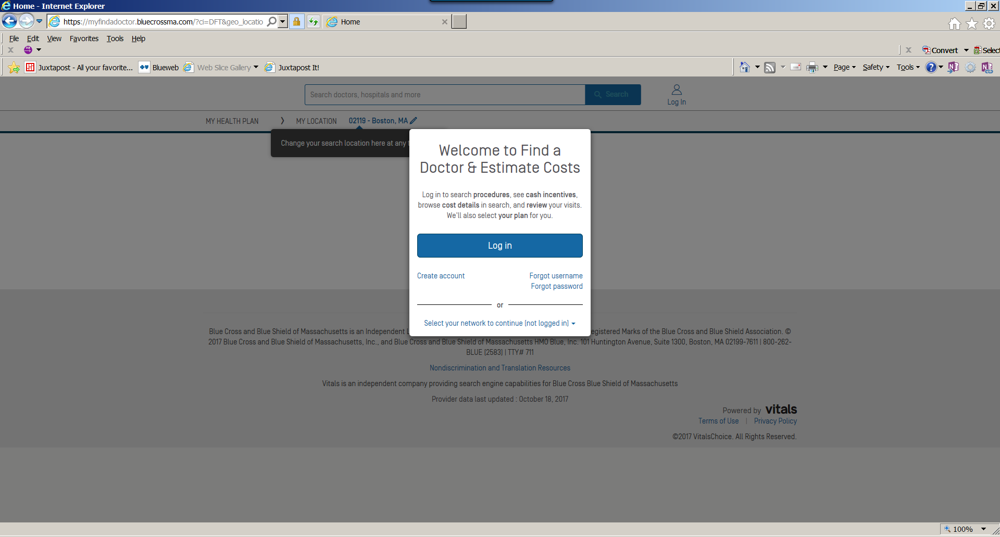 Home - Internet Explorer
https://myfindadoctor.bluecrossma.com/?ci=DFT&geo_locatio
Home
File Edit View Favorites Tools Help
Convert
Select
Juxtapost - All your favorite...
Blueweb
Web Slice Gallery
Juxtapost It!
Page
Safety
Tools
Search doctors, hospitals and more
Search
Log In
MY HEALTH PLAN
MY LOCATION
02119 - Boston, MA
Change your search location here at any t
Welcome to Find a
Doctor & Estimate Costs
Log in to search procedures, see cash incentives,
browse cost details in search, and review your visits.
We'll also select your plan for you.
Log in
Create account
Forgot username
Forgot password
or
Select your network to continue (not logged in)
Blue Cross and Blue Shield of Massachusetts is an Independent L egistered Marks of the Blue Cross and Blue Shield Association. ©
2017 Blue Cross and Blue Shield of Massachusetts, Inc., and Blue Cross and Blue Shield of Massachusetts HMO Blue, Inc. 101 Huntington Avenue, Suite 1300, Boston, MA 02199-7611 | 800-262-
BLUE (2583) | TTY# 711
Nondiscrimination and Translation Resources
Vitals is an independent company providing search engine capabilities for Blue Cross Blue Shield of Massachusetts
Provider data last updated : October 18, 2017
Powered by vitals
Terms of Use | Privacy Policy
©2017 VitalsChoice. All Rights Reserved.
100%